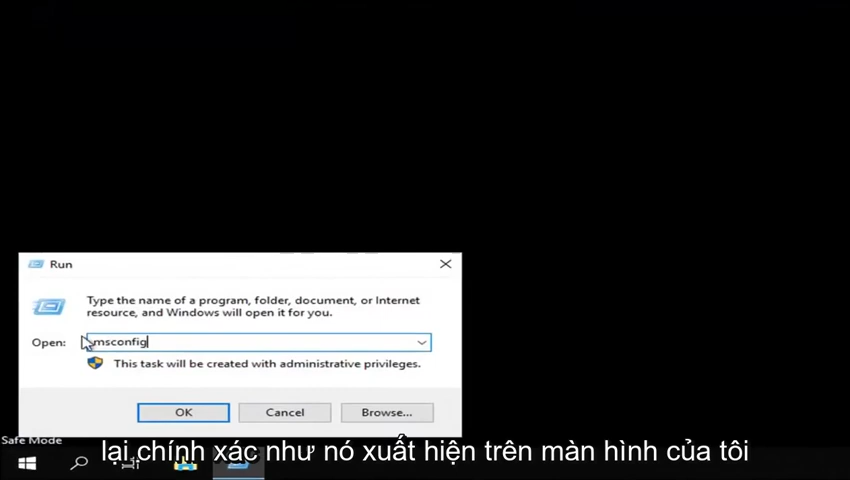 Run
Type the name of a program, folder, document, or Internet
resource, and Windows will open it for you.
Open: msconfig
This task will be created with administrative privileges.
OK Cancel Browse...
Safe Mode
lại chính xác như nó xuất hiện trên màn hình của tôi